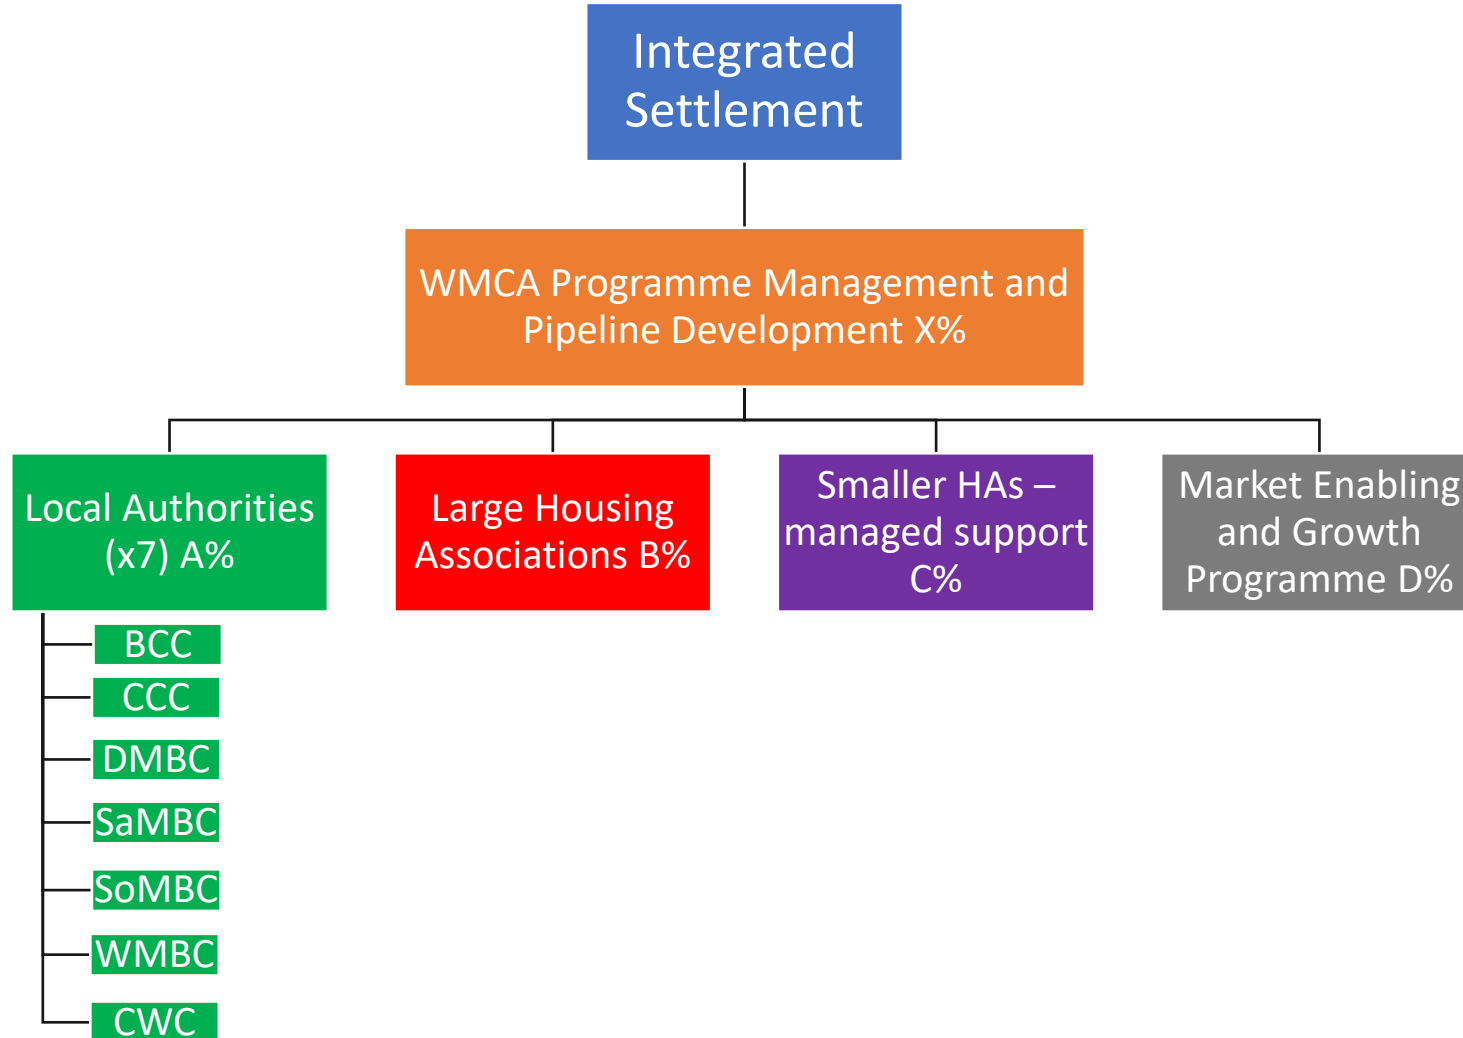 Integrated
Settlement
WMCA Programme Management and
Pipeline Development X%
Local Authorities
(x7) A%
Large Housing
Associations B%
Smaller HAs –
managed support
C%
Market Enabling
and Growth
Programme D%
BCC
CCC
DMBC
SaMBC
SoMBC
WMBC
CWC